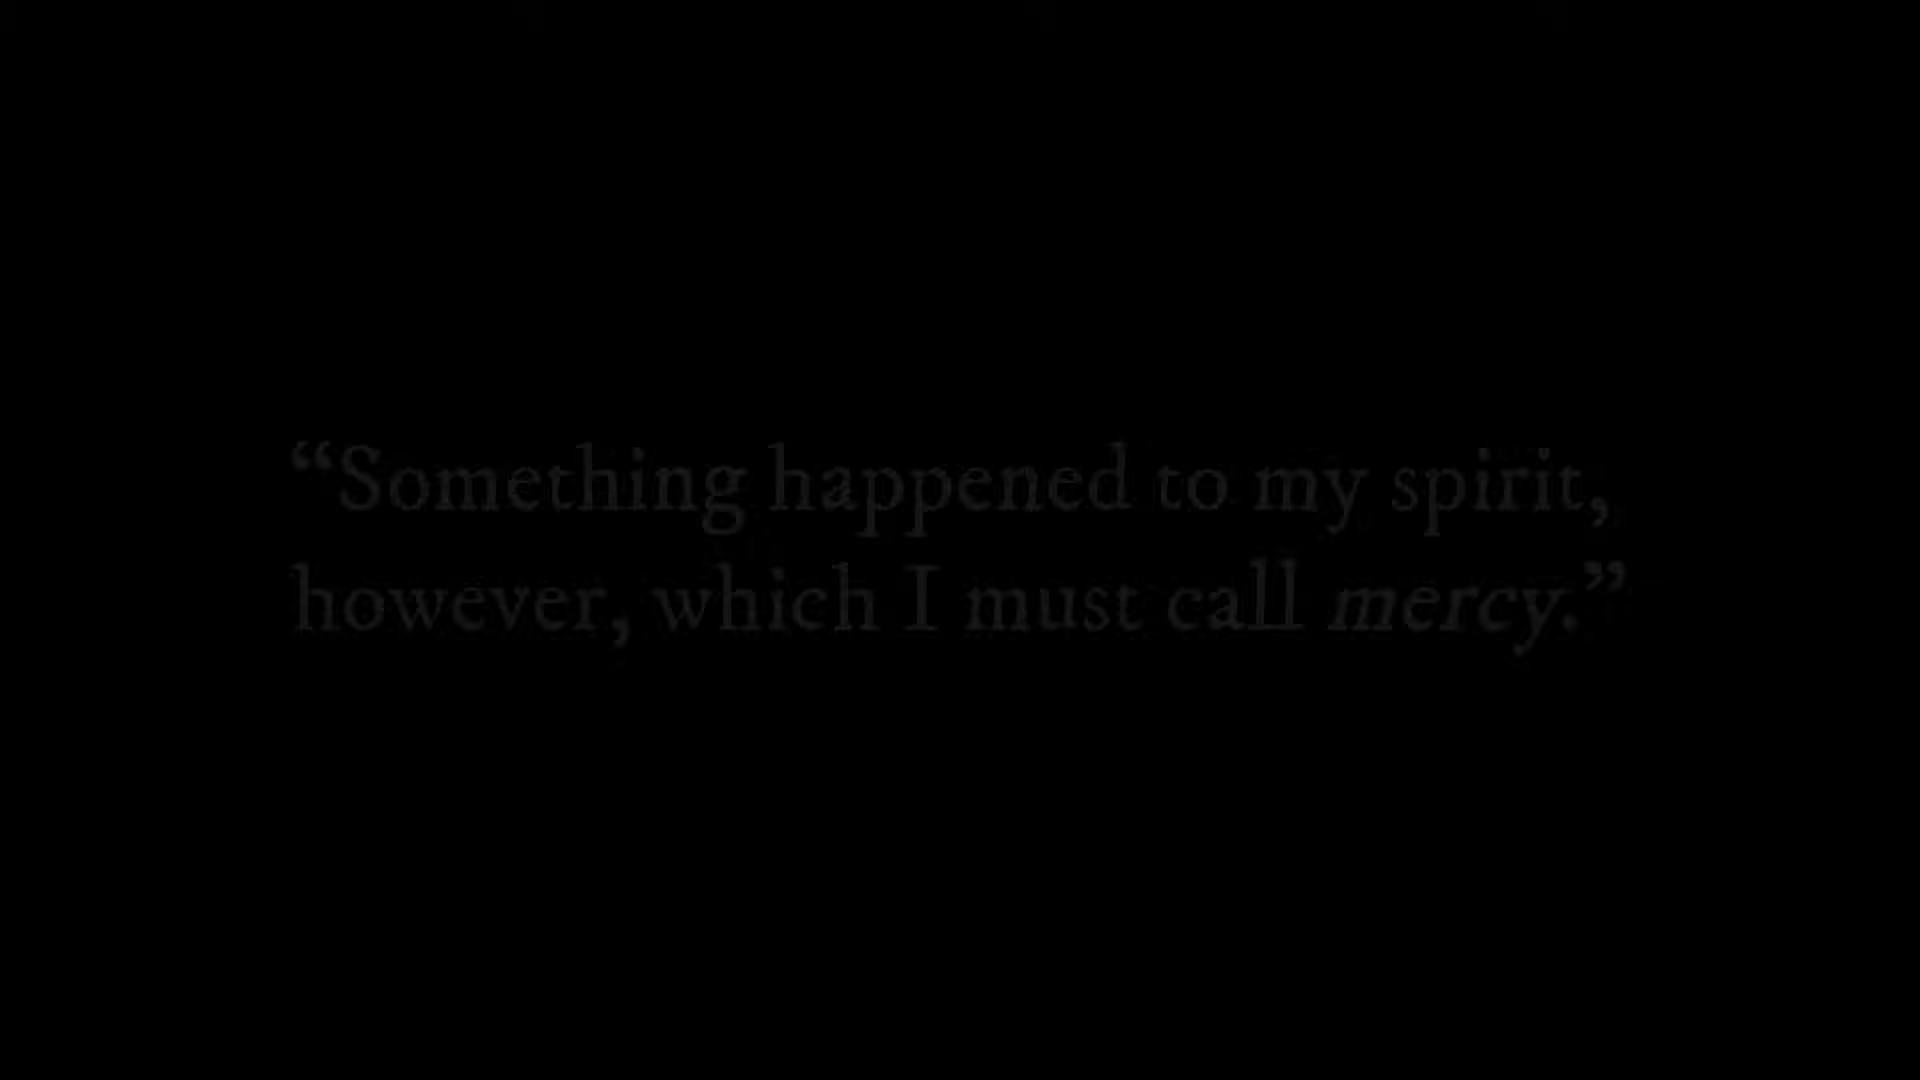 “Something happened to my spirit,
however, which I must call mercy.”